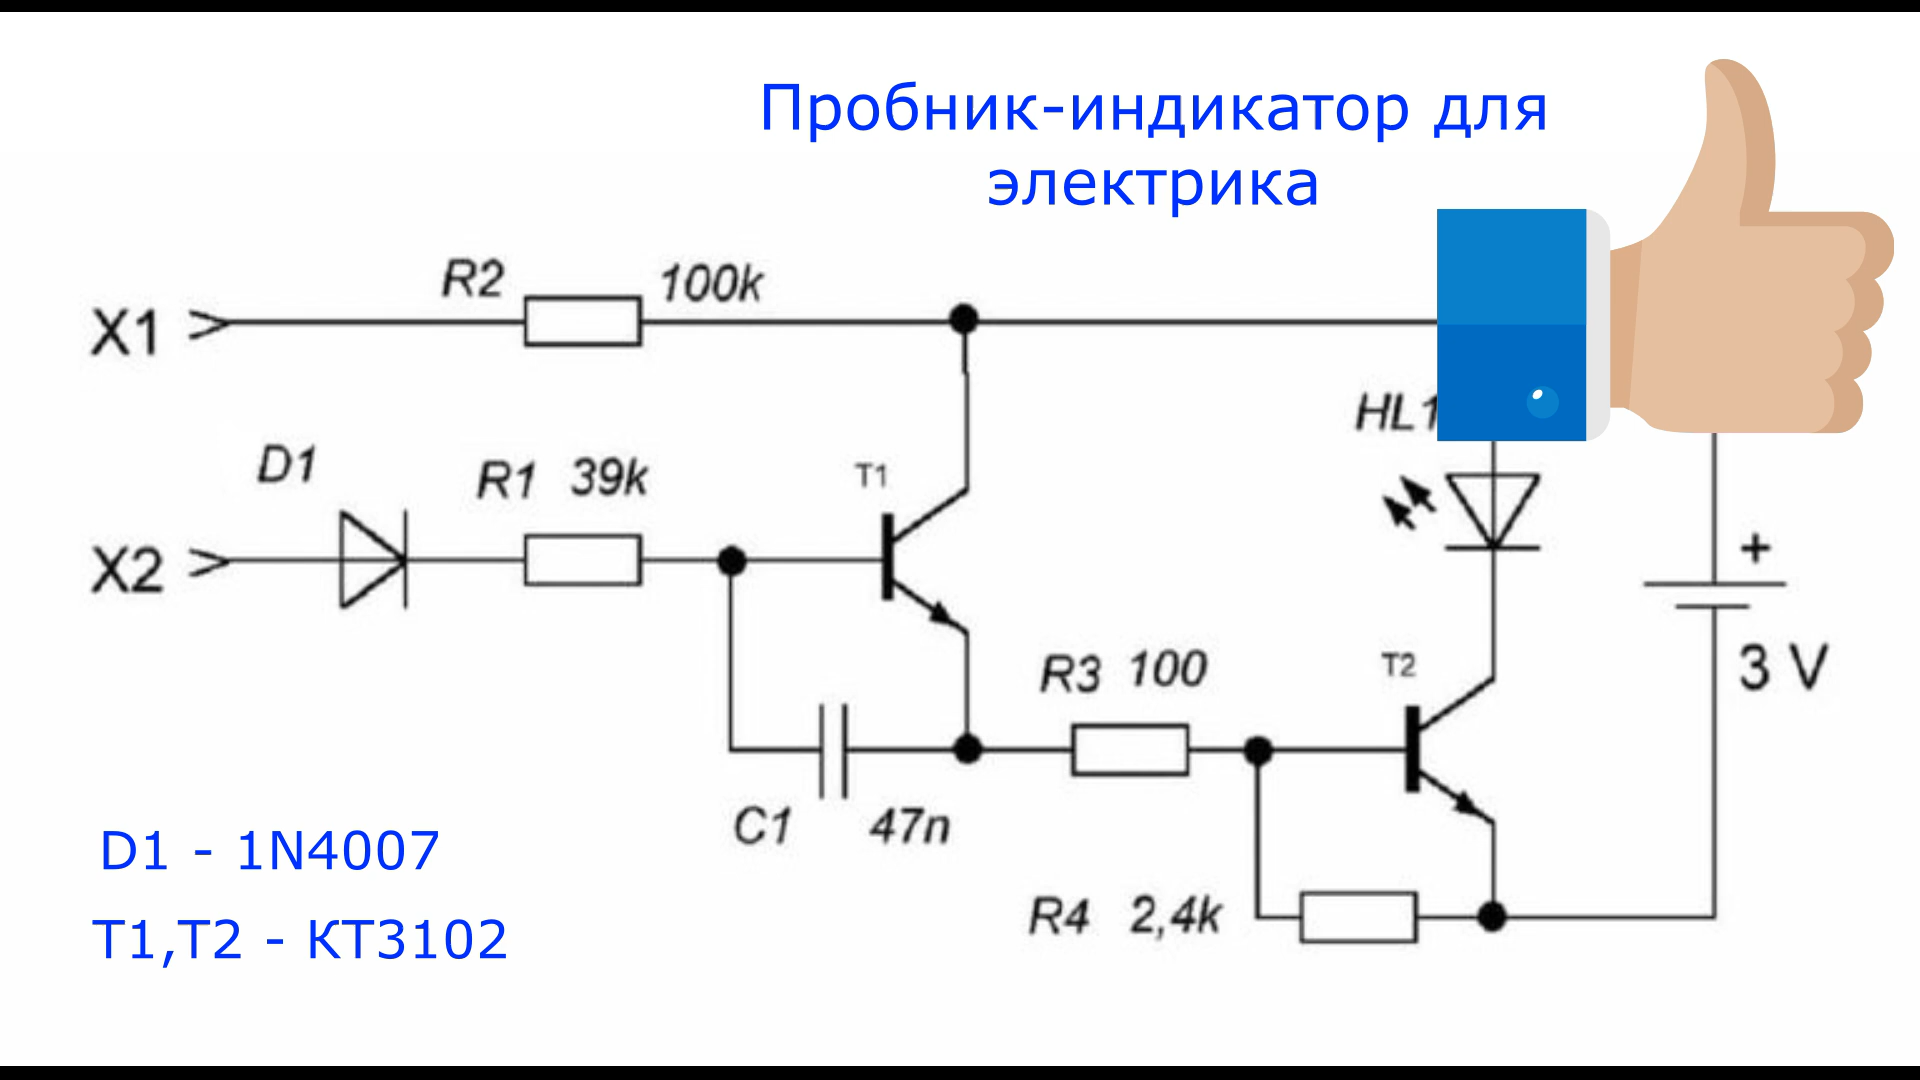 Пробник-индикатор для
электрика
R2 100k
X1
HL1
D1
R1 39k
T1
X2
+
3 V
R3 100
T2
C1 47n
R4 2,4k
D1 - 1N4007
T1,T2 - КТ3102